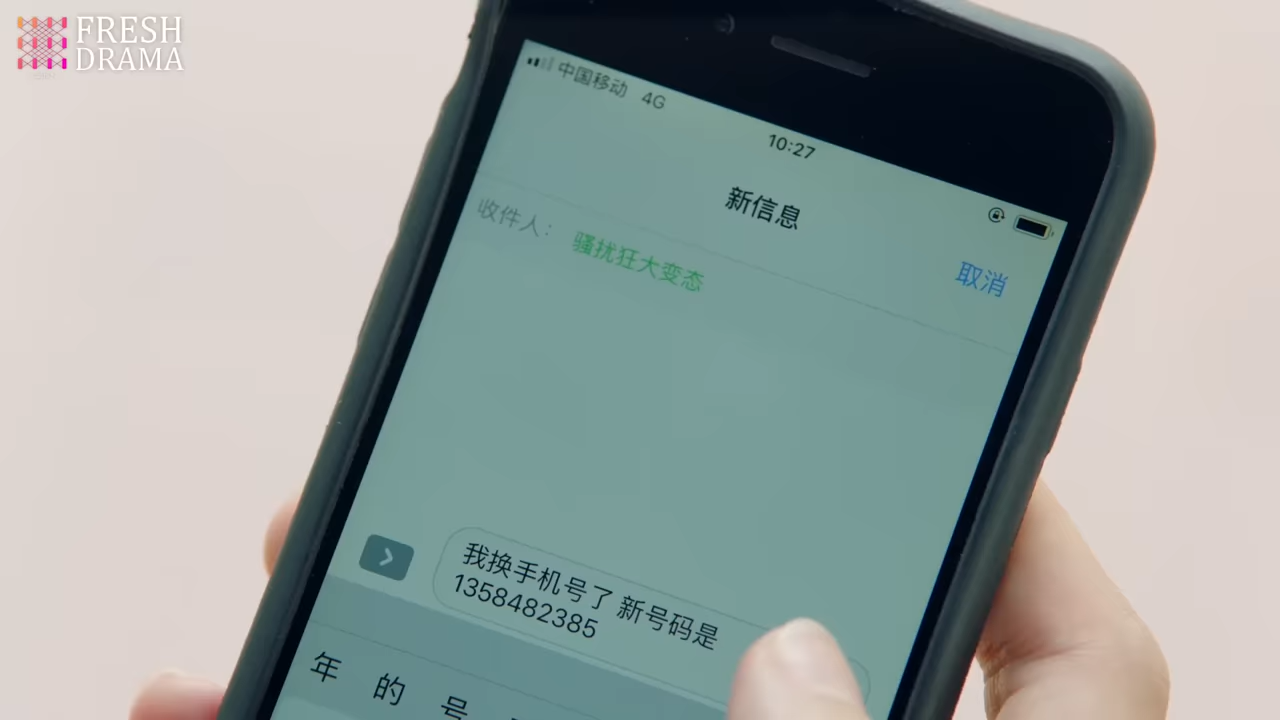 FRESH
DRAMA
中国移动 4G
10:27
新信息
取消
收件人： 骚扰狂大变态
我换手机号了 新号码是
1358482385
年 的 号